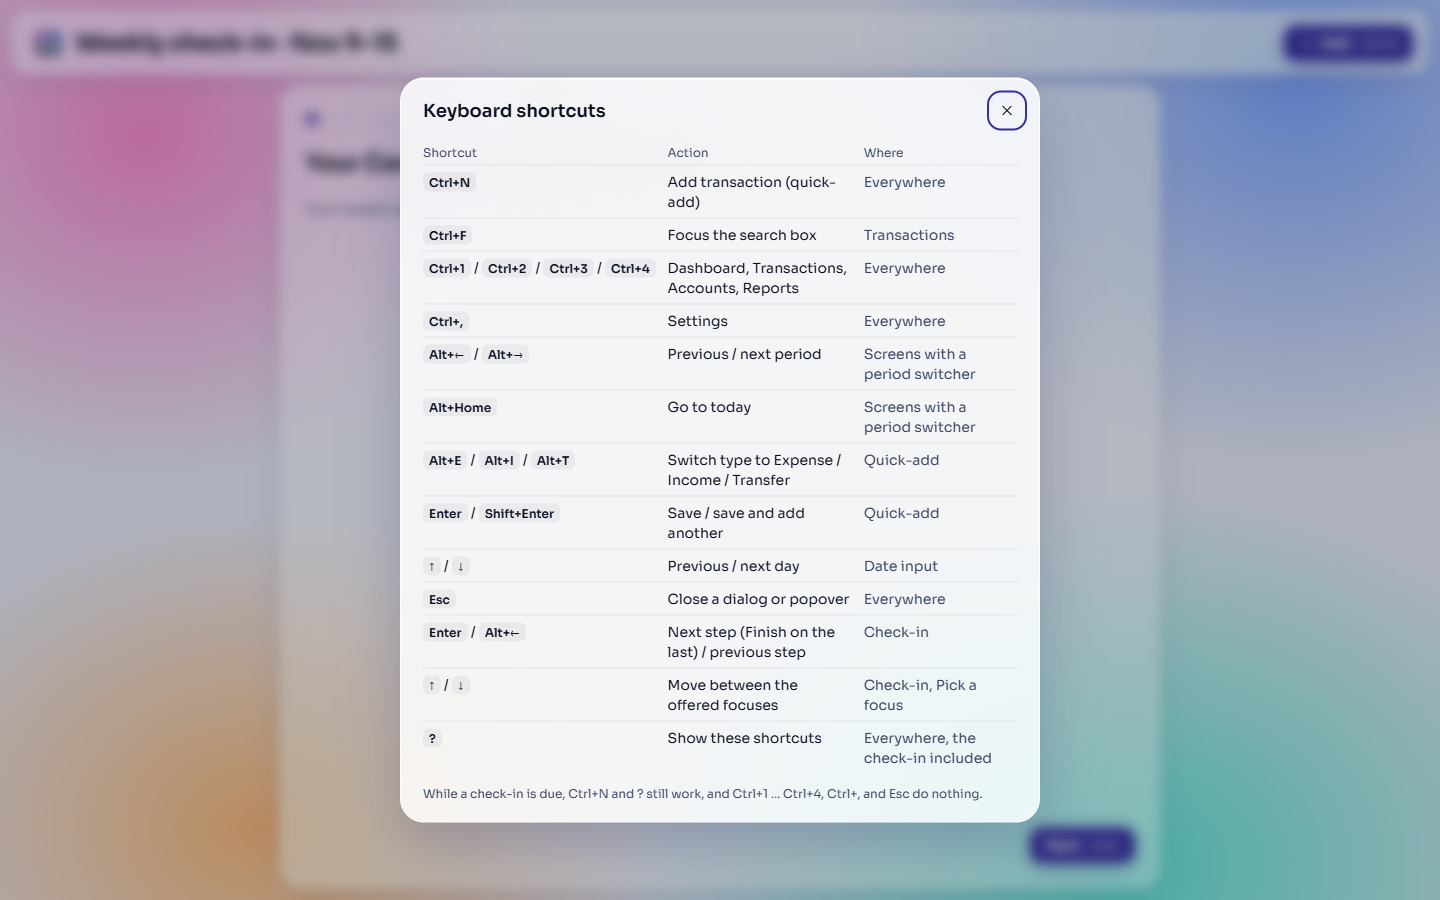 Weekly check-in · Nov 9–15
Keyboard shortcuts
Shortcut Action Where
Ctrl+N Add transaction (quick-
add) Everywhere
Ctrl+F Focus the search box Transactions
Ctrl+1 / Ctrl+2 / Ctrl+3 / Ctrl+4 Dashboard, Transactions,
Accounts, Reports Everywhere
Ctrl+, Settings Everywhere
Alt+← / Alt+→ Previous / next period Screens with a
period switcher
Alt+Home Go to today Screens with a
period switcher
Alt+E / Alt+I / Alt+T Switch type to Expense /
Income / Transfer Quick-add
Enter / Shift+Enter Save / save and add
another Quick-add
↑ / ↓ Previous / next day Date input
Esc Close a dialog or popover Everywhere
Enter / Alt+← Next step (Finish on the
last) / previous step Check-in
↑ / ↓ Move between the
offered focuses Check-in, Pick a
focus
? Show these shortcuts Everywhere, the
check-in included
While a check-in is due, Ctrl+N and ? still work, and Ctrl+1 … Ctrl+4, Ctrl+, and Esc do nothing.